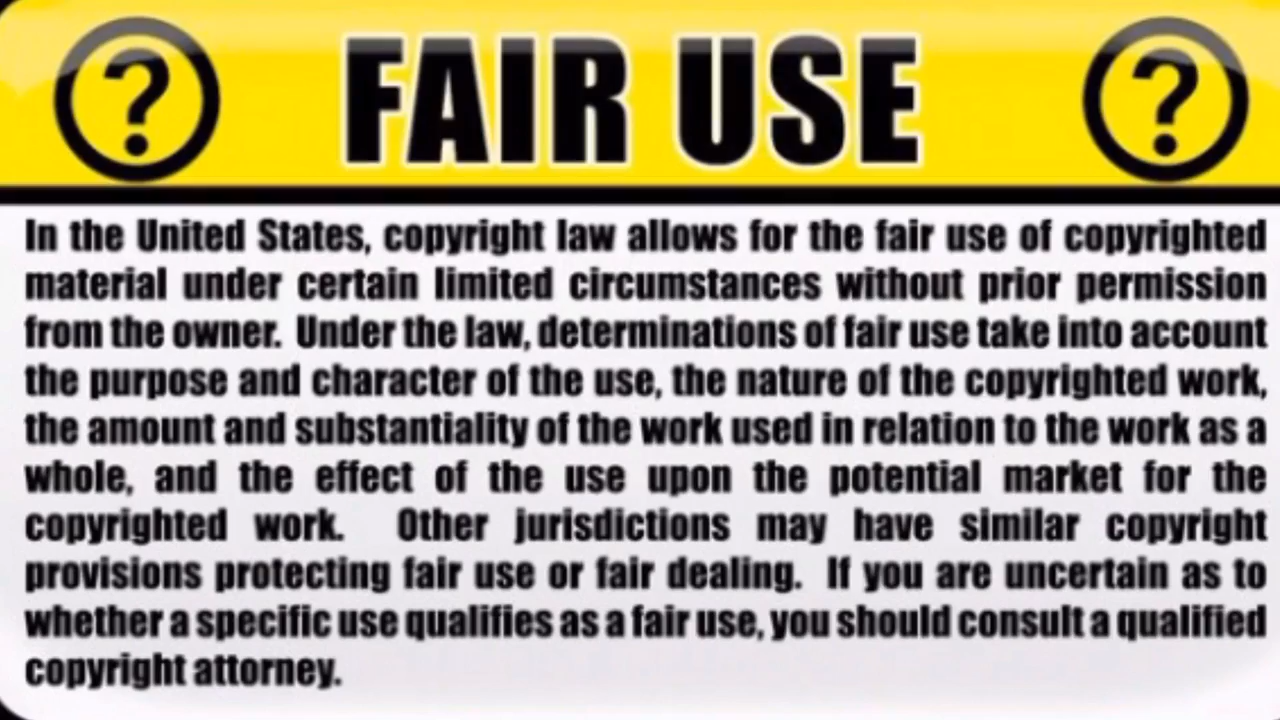 FAIR USE
In the United States, copyright law allows for the fair use of copyrighted
material under certain limited circumstances without prior permission
from the owner. Under the law, determinations of fair use take into account
the purpose and character of the use, the nature of the copyrighted work,
the amount and substantiality of the work used in relation to the work as a
whole, and the effect of the use upon the potential market for the
copyrighted work. Other jurisdictions may have similar copyright
provisions protecting fair use or fair dealing. If you are uncertain as to
whether a specific use qualifies as a fair use, you should consult a qualified
copyright attorney.